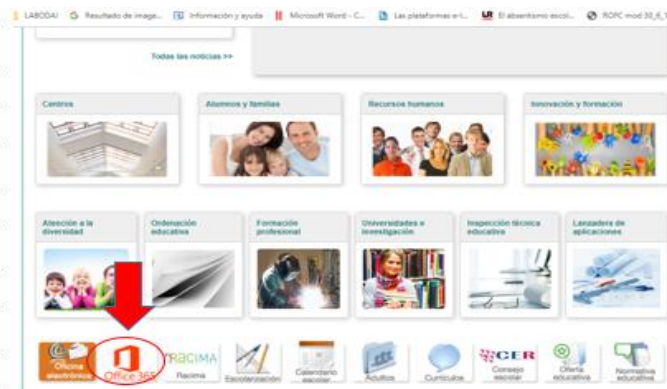 LABODAI
Resultado de image...
Información y ayuda
Microsoft Word - C...
Las plataformas e-l...
El absentismo escol...
ROFC mod 30_6_1
Todas las noticias >>
Centros
Alumnos y familias
Recursos humanos
Innovación y formación
Atención a la
diversidad
Ordenación
educativa
Formación
profesional
Universidades e
investigación
Inspección técnica
educativa
Lanzadera de
aplicaciones
Oficina
electrónica
Office 365
RACIMA
Racima
Escolarización
Calendario
escolar
Adultos
Currículos
CER
Consejo
escolar
Oferta
educativa
Normativa
educativa